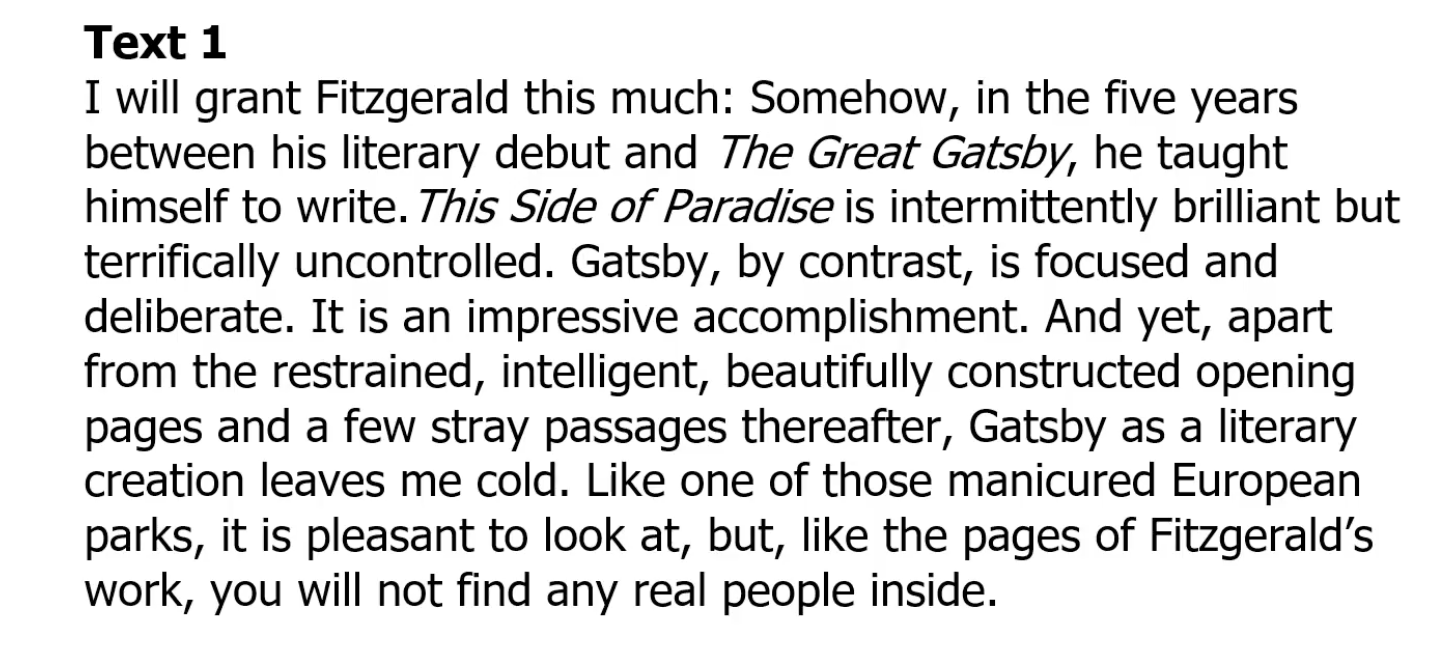 Text 1
I will grant Fitzgerald this much: Somehow, in the five years
between his literary debut and The Great Gatsby, he taught
himself to write. This Side of Paradise is intermittently brilliant but
terrifically uncontrolled. Gatsby, by contrast, is focused and
deliberate. It is an impressive accomplishment. And yet, apart
from the restrained, intelligent, beautifully constructed opening
pages and a few stray passages thereafter, Gatsby as a literary
creation leaves me cold. Like one of those manicured European
parks, it is pleasant to look at, but, like the pages of Fitzgerald’s
work, you will not find any real people inside.